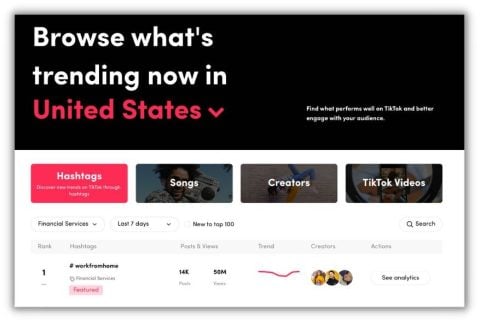 Browse what's
trending now in
United States
Find what performs well on TikTok and better
engage with your audience.
Hashtags
Discover new trends on TikTok through
hashtags
Songs
Creators
TikTok Videos
Financial Services
Last 7 days
New to top 100
Search
Rank
Hashtags
Posts & Views
Trend
Creators
Actions
1
# workfromhome
Financial Services
Featured
14K
Posts
50M
Views
See analytics